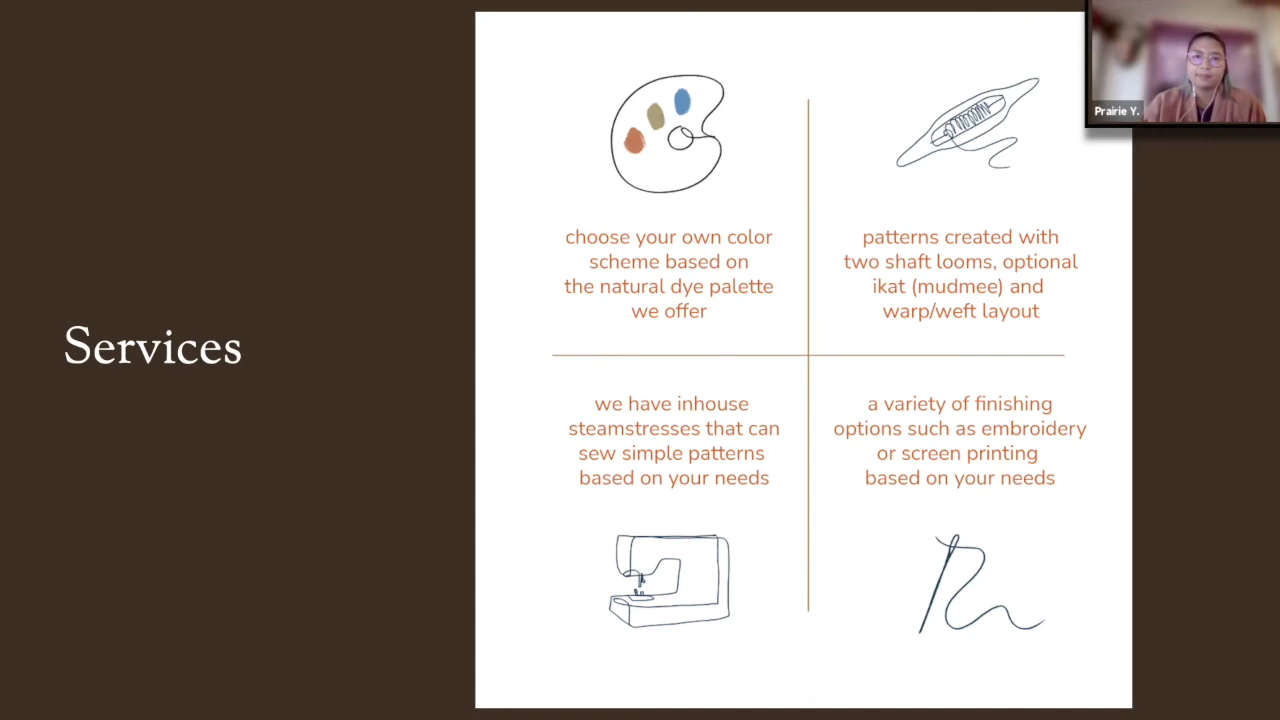 Services
choose your own color
scheme based on
the natural dye palette
we offer
patterns created with
two shaft looms, optional
ikat (mudmee) and
warp/weft layout
we have inhouse
steamstresses that can
sew simple patterns
based on your needs
a variety of finishing
options such as embroidery
or screen printing
based on your needs
Prairie Y.